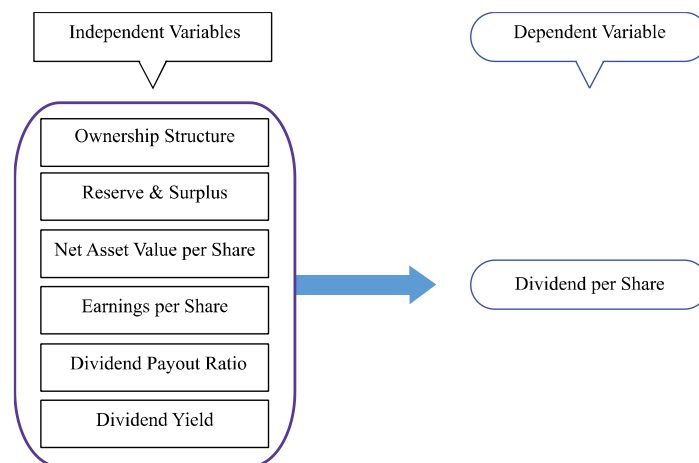 Independent Variables
Dependent Variable
Ownership Structure
Reserve & Surplus
Net Asset Value per Share
Earnings per Share
Dividend Payout Ratio
Dividend Yield
Dividend per Share